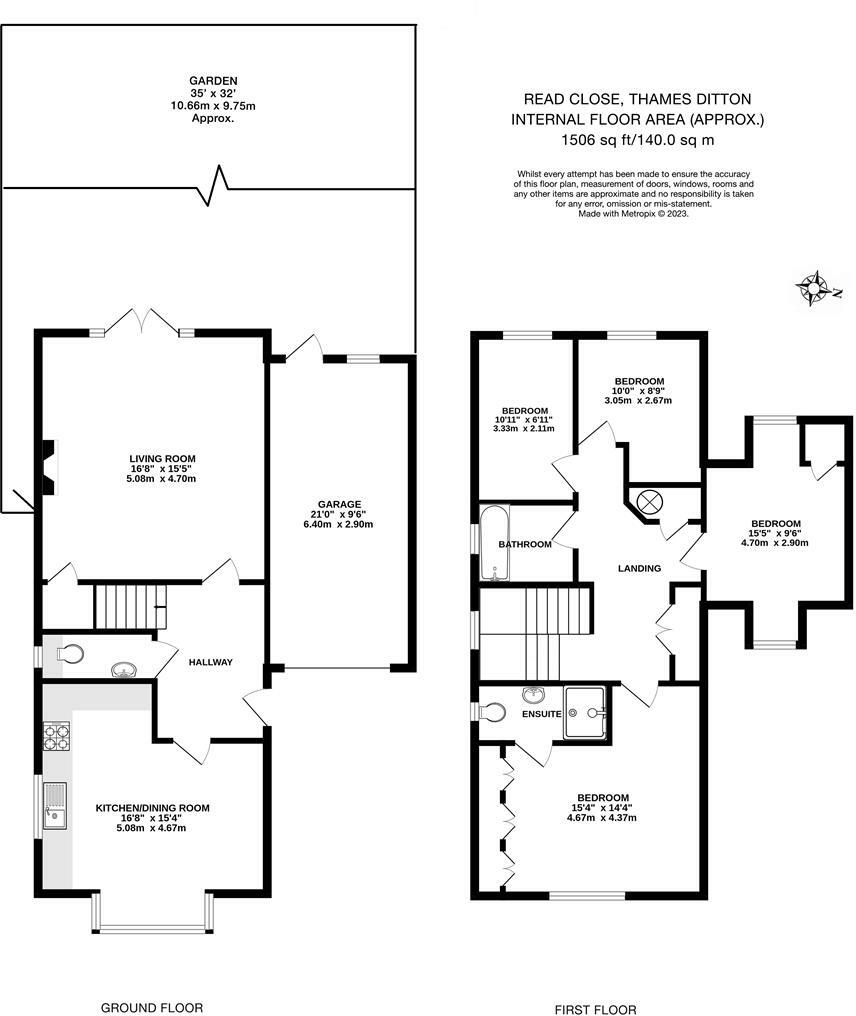 GARDEN
35' x 32'
10.66m x 9.75m
Approx.
READ CLOSE, THAMES DITTON
INTERNAL FLOOR AREA (APPROX.)
1506 sq ft/140.0 sq m
Whilst every attempt has been made to ensure the accuracy
of this floor plan, measurement of doors, windows, rooms and
any other items are approximate and no responsibility is taken
for any error, omission or mis-statement.
Made with Metropix © 2023.
N
LIVING ROOM
16'8" x 15'5"
5.08m x 4.70m
GARAGE
21'0" x 9'6"
6.40m x 2.90m
HALLWAY
KITCHEN/DINING ROOM
16'8" x 15'4"
5.08m x 4.67m
GROUND FLOOR
BEDROOM
10'11" x 6'11"
3.33m x 2.11m
BEDROOM
10'0" x 8'9"
3.05m x 2.67m
BEDROOM
15'5" x 9'6"
4.70m x 2.90m
BATHROOM
LANDING
ENSUITE
BEDROOM
15'4" x 14'4"
4.67m x 4.37m
FIRST FLOOR